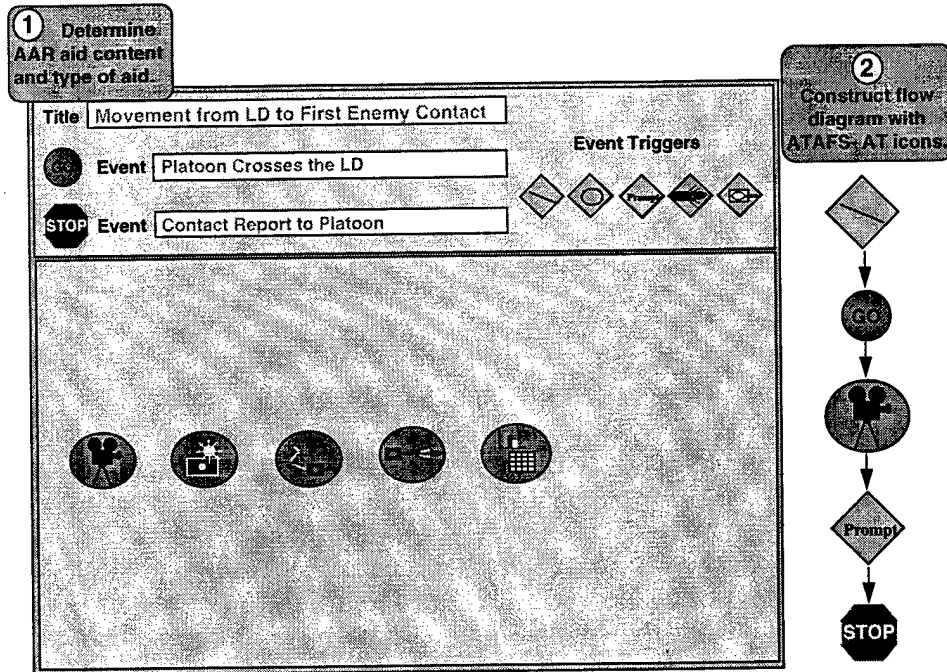 1
Determine
AAR aid content
and type of aid.
Title Movement from LD to First Enemy Contact
GO Event Platoon Crosses the LD
STOP Event Contact Report to Platoon
Event Triggers
Prompt
2
Construct flow
diagram with
ATAFS-AT icons.
GO
Prompt
STOP